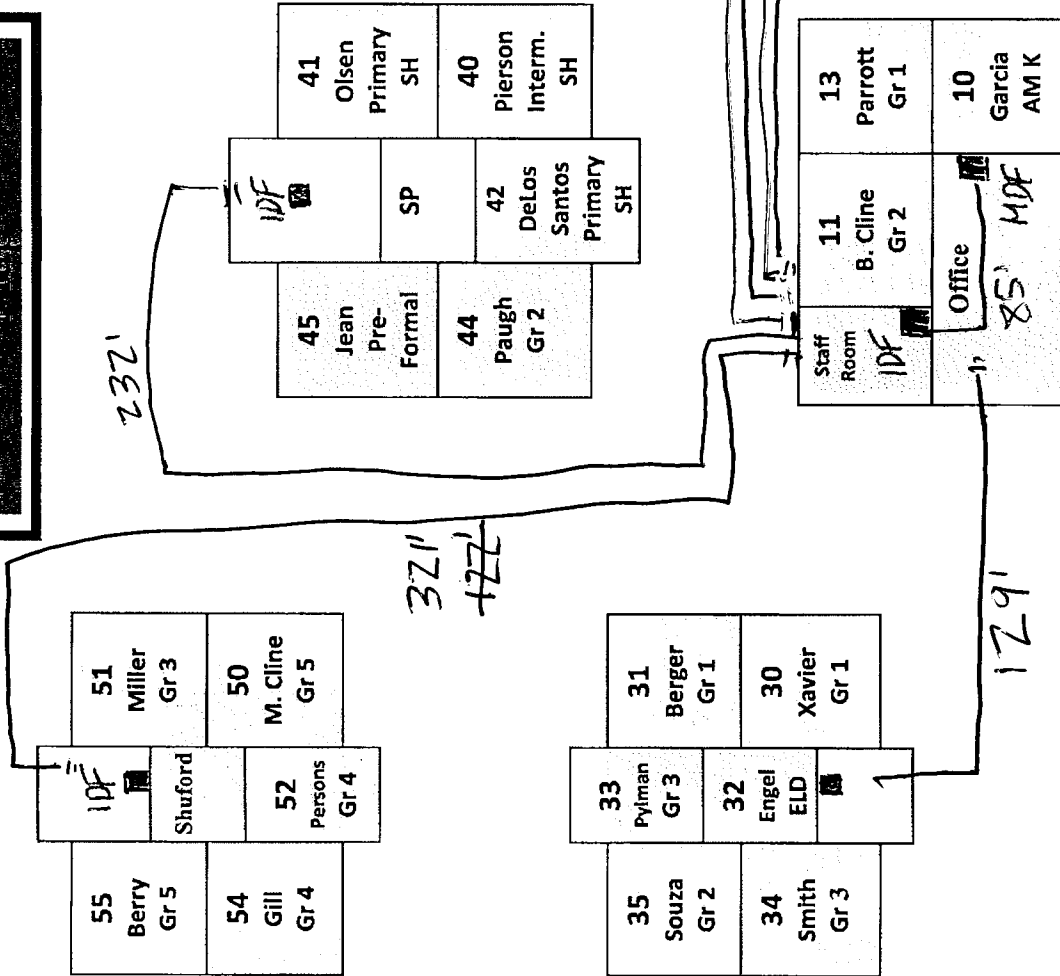 55
Berry
Gr 5
54
Gill
Gr 4
IDF
Shuford
52
Persons
Gr 4
51
Miller
Gr 3
50
M. Cline
Gr 5
35
Souza
Gr 2
34
Smith
Gr 3
33
Pylman
Gr 3
32
Engel
ELD
31
Berger
Gr 1
30
Xavier
Gr 1
232'
321'
122'
129'
45
Jean
Pre-
Formal
44
Paugh
Gr 2
IDF
SP
42
DeLos
Santos
Primary
SH
41
Olsen
Primary
SH
40
Pierson
Interm.
SH
Staff
Room
IDF
11
B. Cline
Gr 2
13
Parrott
Gr 1
Office
85'
MDF
10
Garcia
AM K